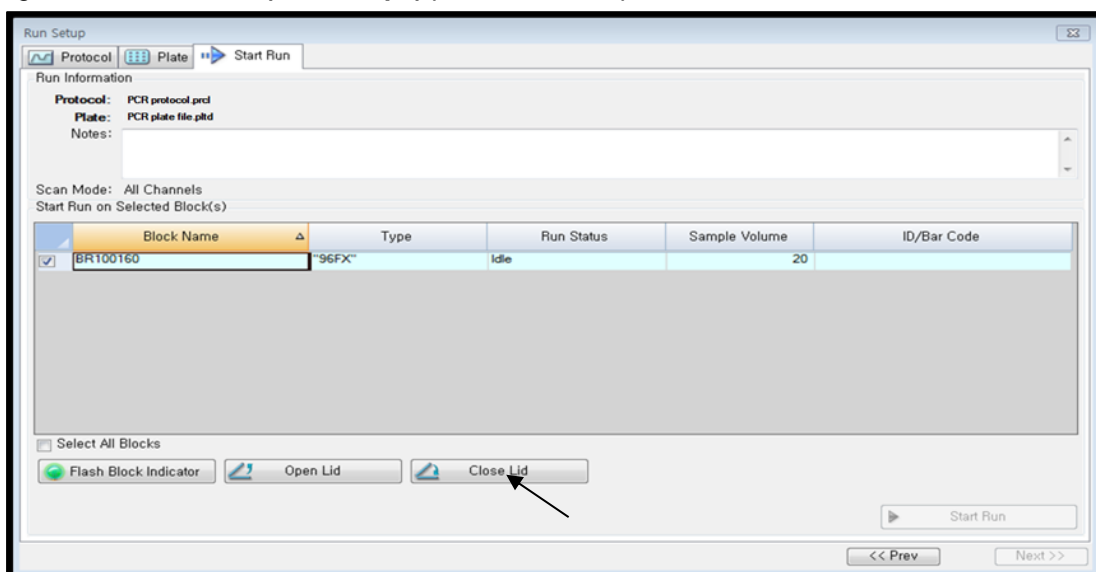 Run Setup
Protocol Plate Start Run
Run Information
Protocol: PCR protocol.prcl
Plate: PCR plate file.pltd
Notes:
Scan Mode: All Channels
Start Run on Selected Block(s)
Block Name Type Run Status Sample Volume ID/Bar Code
BR100160 "96FX" Idle 20
Select All Blocks
Flash Block Indicator Open Lid Close Lid
Start Run
<< Prev Next >>